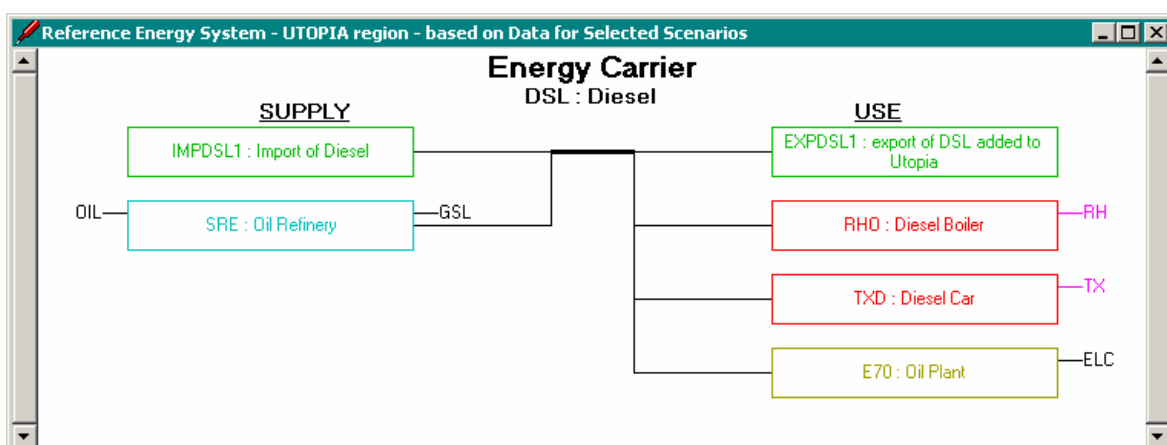 Reference Energy System - UTOPIA region - based on Data for Selected Scenarios
Energy Carrier
DSL : Diesel
SUPPLY
USE
IMPDSL1 : Import of Diesel
EXPDSL1 : export of DSL added to
Utopia
OIL
SRE : Oil Refinery
GSL
RHO : Diesel Boiler
RH
TXD : Diesel Car
TX
E70 : Oil Plant
ELC